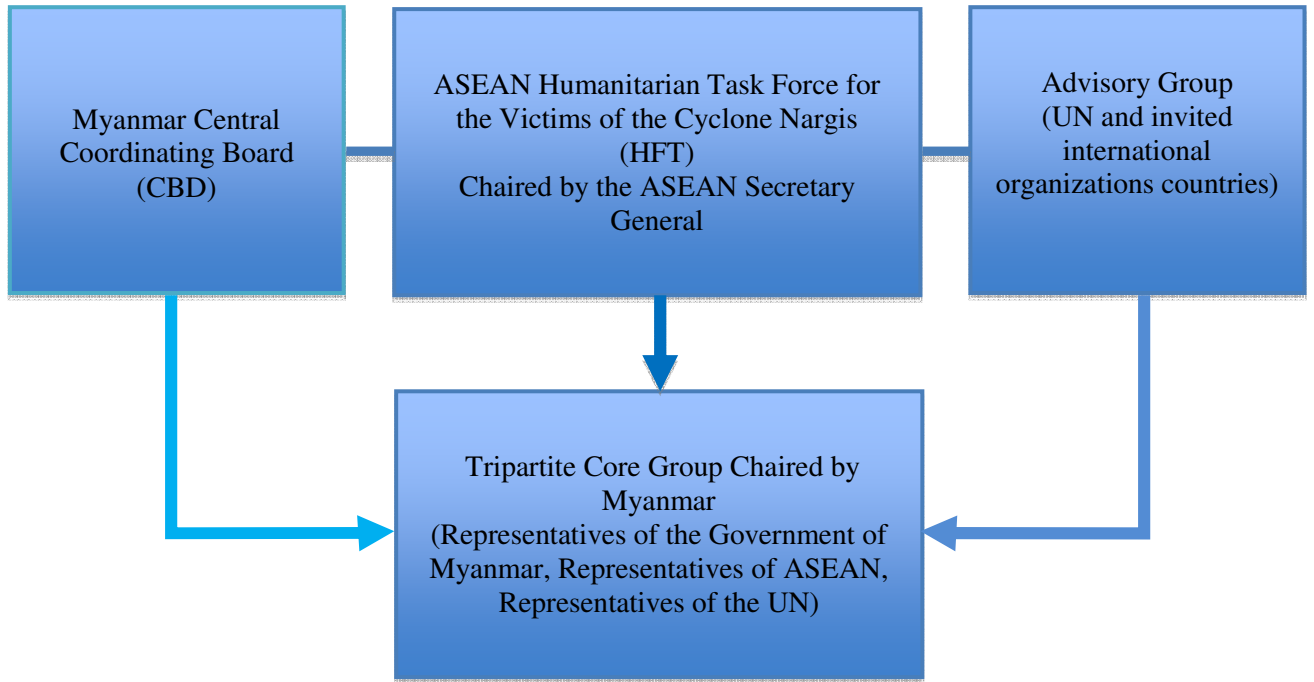 Myanmar Central
Coordinating Board
(CBD)
ASEAN Humanitarian Task Force for
the Victims of the Cyclone Nargis
(HFT)
Chaired by the ASEAN Secretary
General
Advisory Group
(UN and invited
international
organizations countries)
Tripartite Core Group Chaired by
Myanmar
(Representatives of the Government of
Myanmar, Representatives of ASEAN,
Representatives of the UN)